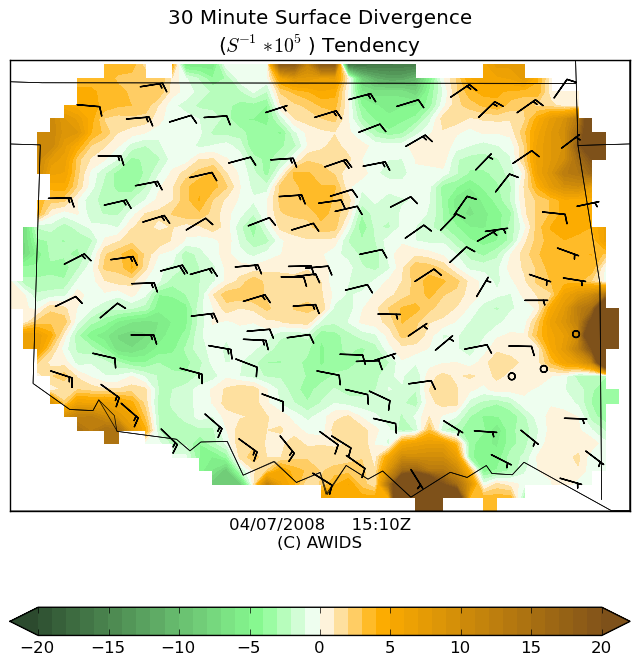 30 Minute Surface Divergence
(S⁻¹ *10⁵ ) Tendency
04/07/2008 15:10Z
(C) AWIDS
−20 −15 −10 −5 0 5 10 15 20